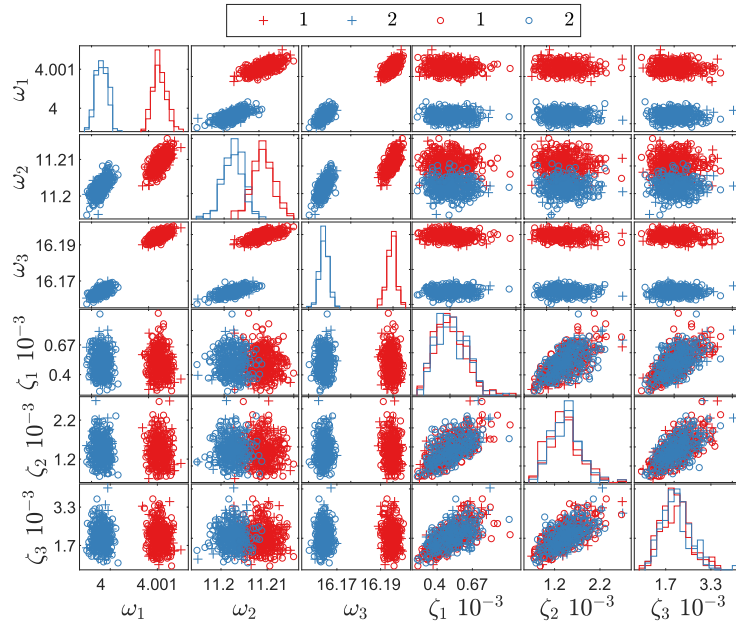 + 1 + 2 ○ 1 ○ 2
ω₁ 4.001 4
ω₂ 11.21 11.2
ω₃ 16.19 16.17
ζ₁ 10⁻³ 0.67 0.4
ζ₂ 10⁻³ 2.2 1.2
ζ₃ 10⁻³ 3.3 1.7
4 4.001 11.2 11.21 16.17 16.19 0.4 0.67 1.2 2.2 1.7 3.3
ω₁ ω₂ ω₃ ζ₁ 10⁻³ ζ₂ 10⁻³ ζ₃ 10⁻³